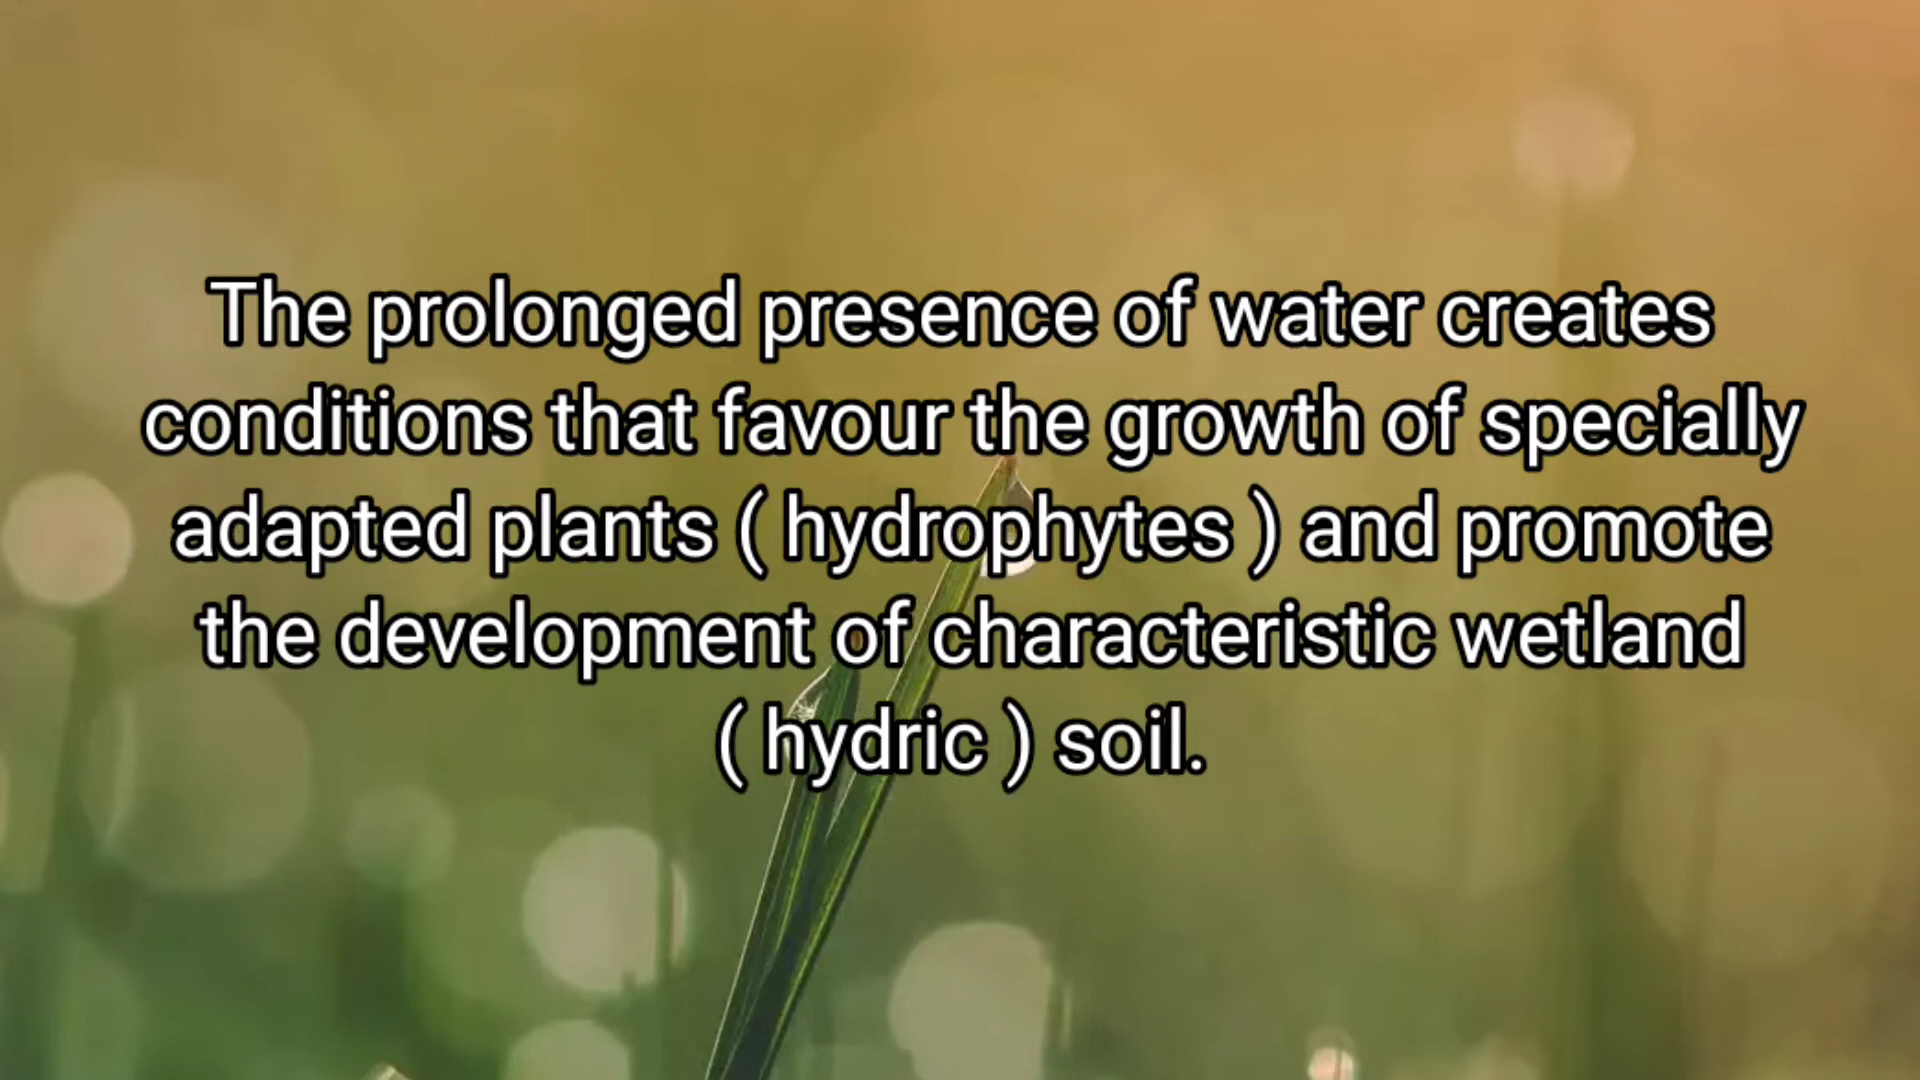 The prolonged presence of water creates
conditions that favour the growth of specially
adapted plants ( hydrophytes ) and promote
the development of characteristic wetland
( hydric ) soil.